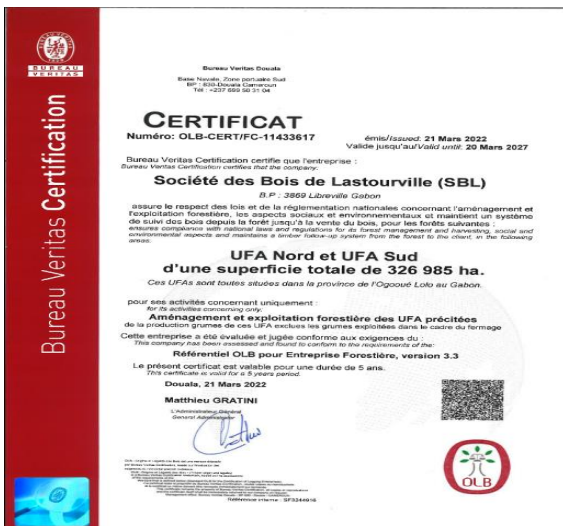 BUREAU
VERITAS
Bureau Veritas Certification
Bureau Veritas Douala
Base Navale, Zone portuaire Sud
BP : 830-Douala Cameroun
CERTIFICAT
Numéro: OLB-CERT/FC-11433617
émis/Issued: 21 Mars 2022
Valide jusqu'au/Valid until: 20 Mars 2027
Bureau Veritas Certification certifie que l'entreprise :
Bureau Veritas Certification certifies that the company:
Société des Bois de Lastourville (SBL)
B.P : 3869 Libreville Gabon
assure le respect des lois et de la réglementation nationales concernant l'aménagement et
l'exploitation forestière, les aspects sociaux et environnementaux et maintient un système
de suivi des bois depuis la forêt jusqu'à la vente du bois, pour les forêts suivantes :
ensures compliance with national laws and regulations for its forest management and harvesting, social and
environmental aspects and maintains a timber follow-up system from the forest to the client, in the following
areas:
UFA Nord et UFA Sud
d'une superficie totale de 326 985 ha.
Ces UFAs sont toutes situées dans la province de l'Ogooué Lolo au Gabon.
pour ses activités concernant uniquement :
for its activities concerning only:
Aménagement et exploitation forestière des UFA précitées
de la production grumes de ces UFA exclues les grumes exploitées dans le cadre du fermage
Cette entreprise a été évaluée et jugée conforme aux exigences du :
This company has been assessed and found to conform to the requirements of the:
Référentiel OLB pour Entreprise Forestière, version 3.3
Le présent certificat est valable pour une durée de 5 ans.
This certificate is valid for a 5 years period.
Douala, 21 Mars 2022
Matthieu GRATINI
L'Administrateur Général
General Administrator
OLB